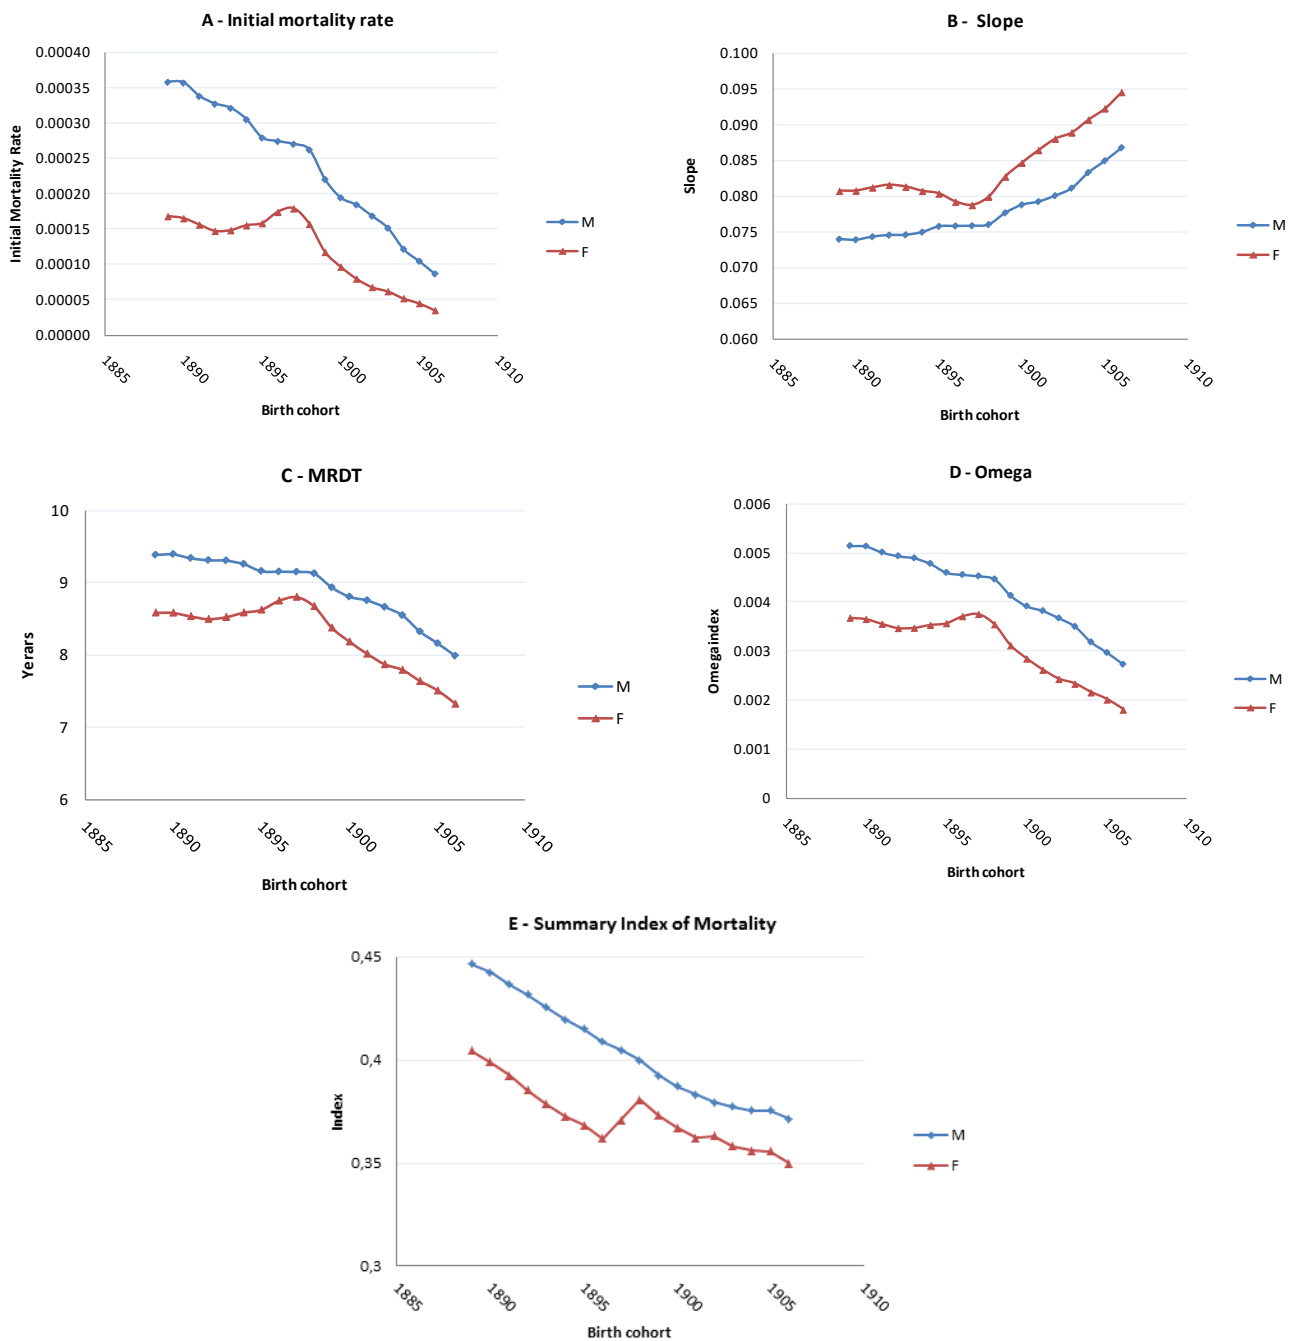 A - Initial mortality rate
0.00040
0.00035
0.00030
0.00025
0.00020
0.00015
0.00010
0.00005
0.00000
Initial Mortality Rate
1885
1890
1895
1900
1905
1910
Birth cohort
M
F
B - Slope
0.100
0.095
0.090
0.085
0.080
0.075
0.070
0.065
0.060
Slope
1885
1890
1895
1900
1905
1910
Birth cohort
M
F
C - MRDT
10
9
8
7
6
Yerars
1885
1890
1895
1900
1905
1910
Birth cohort
M
F
D - Omega
0.006
0.005
0.004
0.003
0.002
0.001
0
Omegaindex
1885
1890
1895
1900
1905
1910
Birth cohort
M
F
E - Summary Index of Mortality
0,45
0,4
0,35
0,3
Index
1885
1890
1895
1900
1905
1910
Birth cohort
M
F